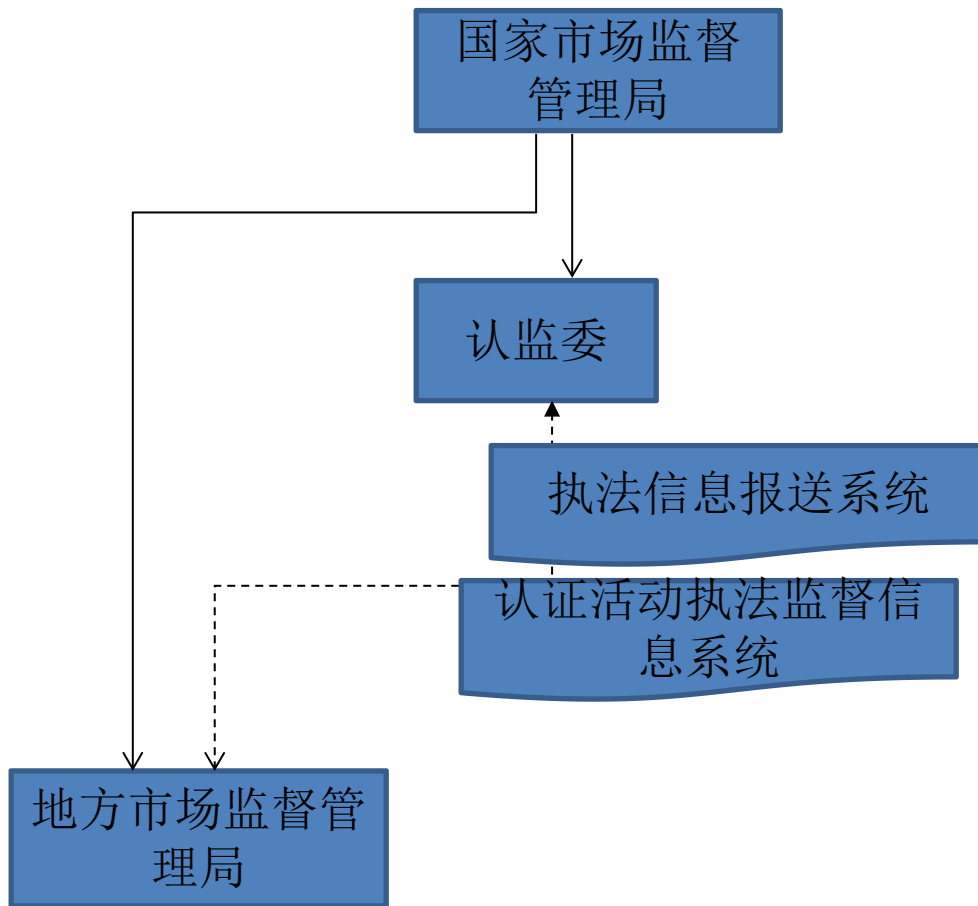 国家市场监督
管理局
认监委
执法信息报送系统
认证活动执法监督信
息系统
地方市场监督管
理局